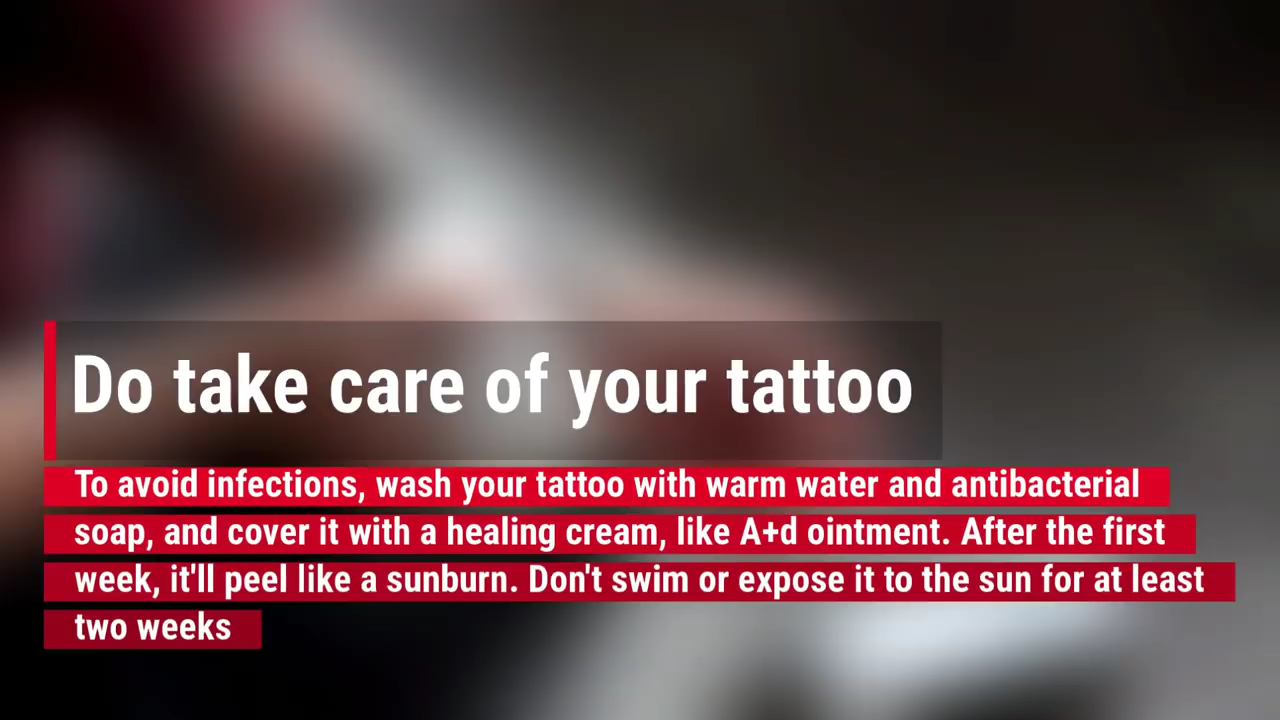 Do take care of your tattoo
To avoid infections, wash your tattoo with warm water and antibacterial
soap, and cover it with a healing cream, like A+d ointment. After the first
week, it'll peel like a sunburn. Don't swim or expose it to the sun for at least
two weeks